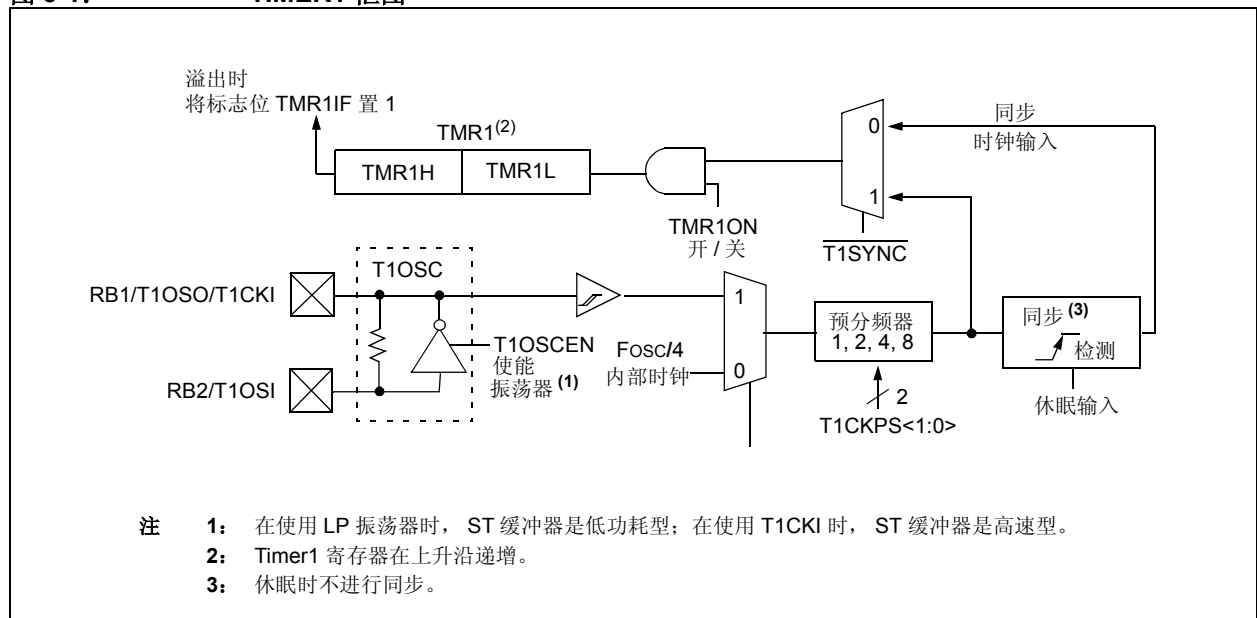 溢出时
将标志位 TMR1IF 置 1
TMR1(2)
TMR1H
TMR1L
0
1
同步
时钟输入
TMR1ON
开 / 关
T1SYNC
RB1/T1OSO/T1CKI
T1OSC
RB2/T1OSI
T1OSCEN
使能
振荡器 (1)
FOSC/4
内部时钟
1
0
预分频器
1, 2, 4, 8
2
T1CKPS<1:0>
同步 (3)
检测
休眠输入
注 1： 在使用 LP 振荡器时， ST 缓冲器是低功耗型；在使用 T1CKI 时， ST 缓冲器是高速型。
2： Timer1 寄存器在上升沿递增。
3： 休眠时不进行同步。